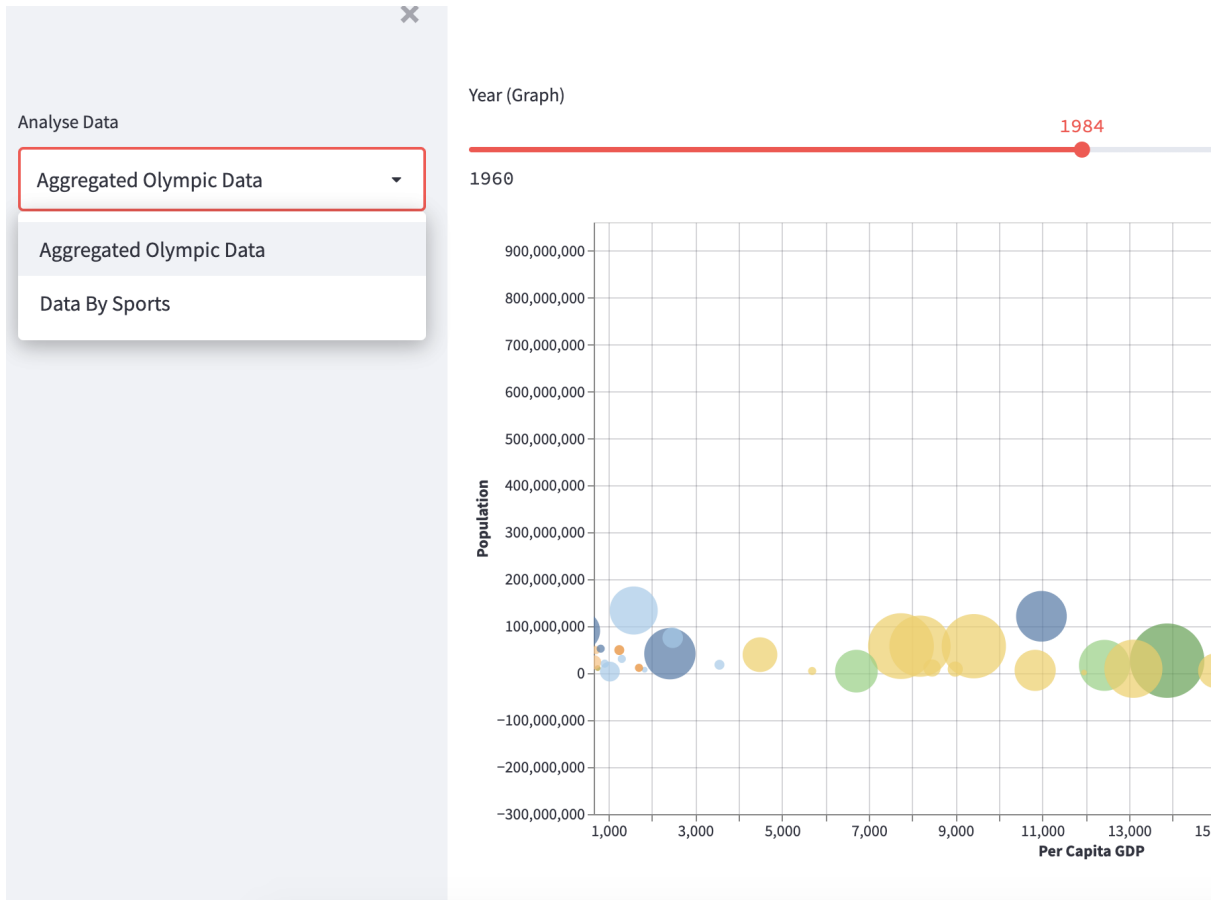 Analyse Data
Aggregated Olympic Data
Aggregated Olympic Data
Data By Sports
Year (Graph)
1984
1960
900,000,000
800,000,000
700,000,000
600,000,000
500,000,000
400,000,000
300,000,000
200,000,000
100,000,000
0
−100,000,000
−200,000,000
−300,000,000
Population
1,000 3,000 5,000 7,000 9,000 11,000 13,000 15
Per Capita GDP